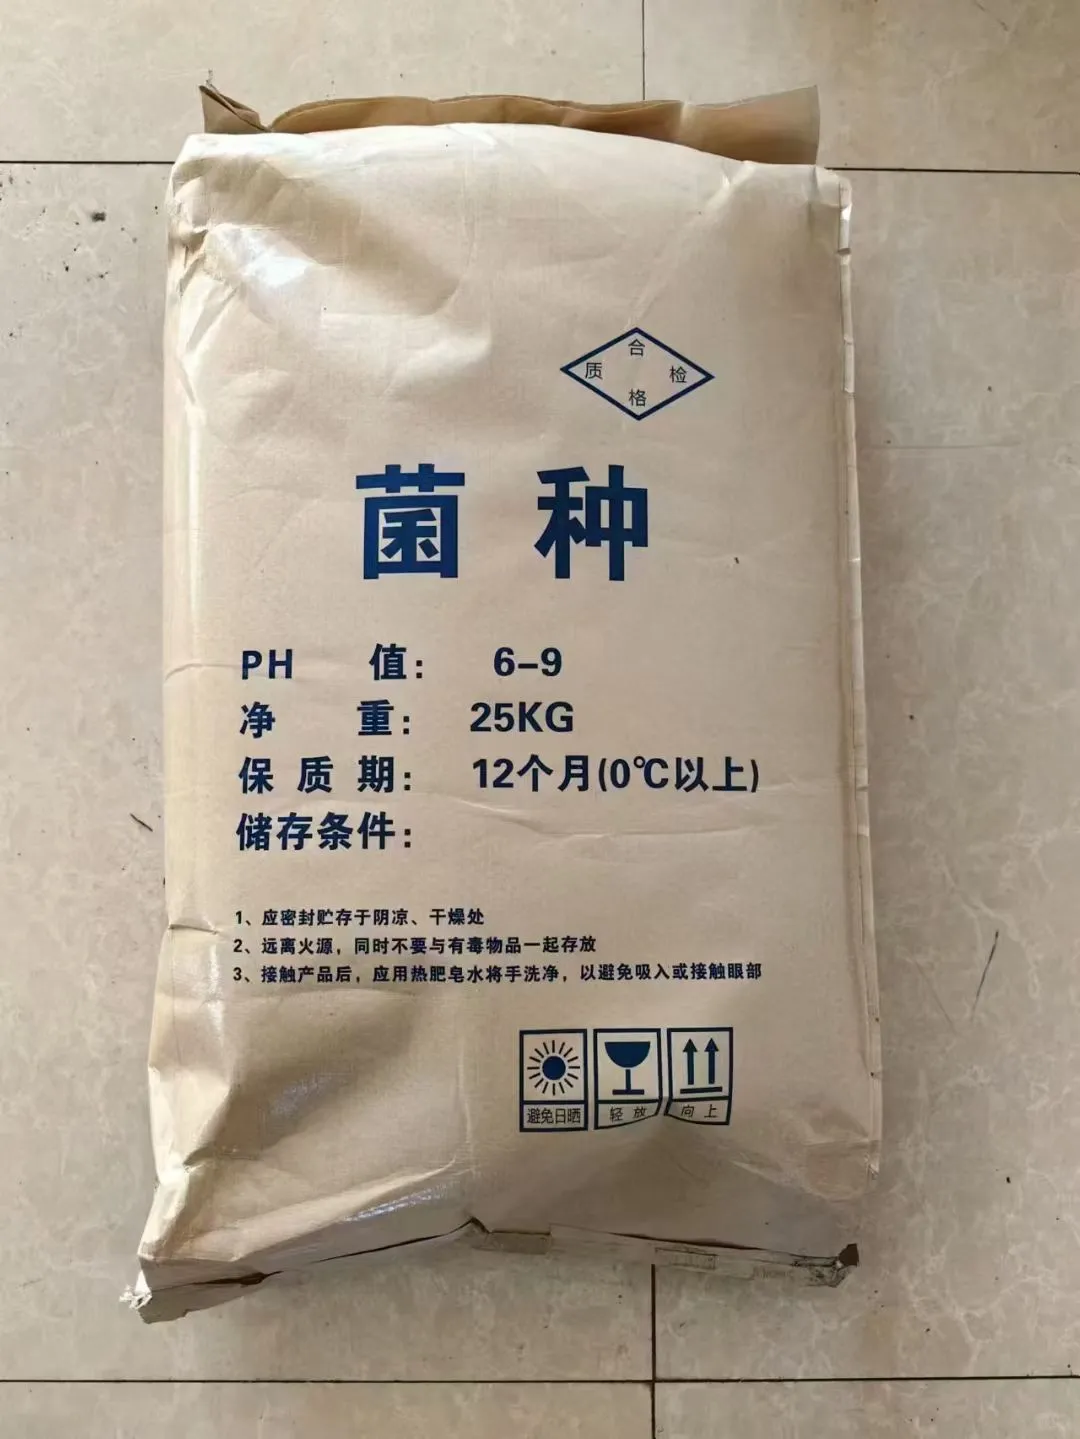 合
质 检
格
菌种
PH 值: 6-9
净 重: 25KG
保质期: 12个月(0℃以上)
储存条件:
1、应密封贮存于阴凉、干燥处
2、远离火源,同时不要与有毒物品一起存放
3、接触产品后,应用热肥皂水将手洗净,以避免吸入或接触眼部
避免日晒 轻放 向上